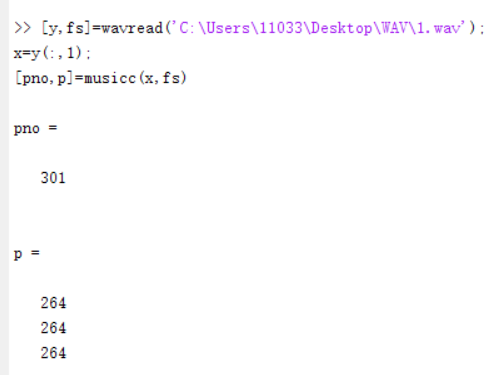 >> [y,fs]=wavread('C:\Users\11033\Desktop\WAV\1.wav');
x=y(:,1);
[pno,p]=musicc(x,fs)
pno =
301
p =
264
264
264